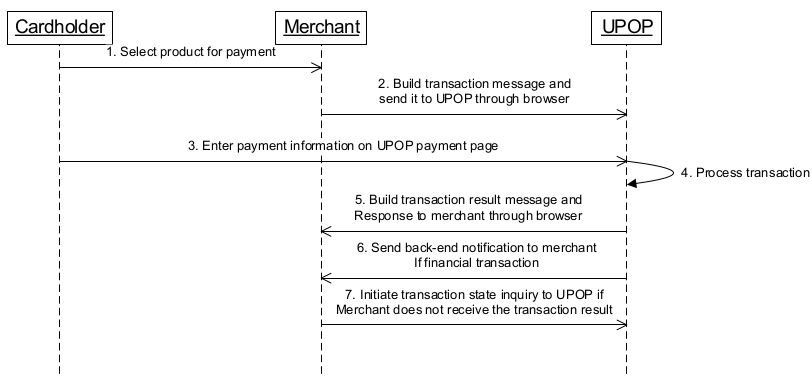 Cardholder
Merchant
UPOP
1. Select product for payment
2. Build transaction message and
send it to UPOP through browser
3. Enter payment information on UPOP payment page
4. Process transaction
5. Build transaction result message and
Response to merchant through browser
6. Send back-end notification to merchant
If financial transaction
7. Initiate transaction state inquiry to UPOP if
Merchant does not receive the transaction result